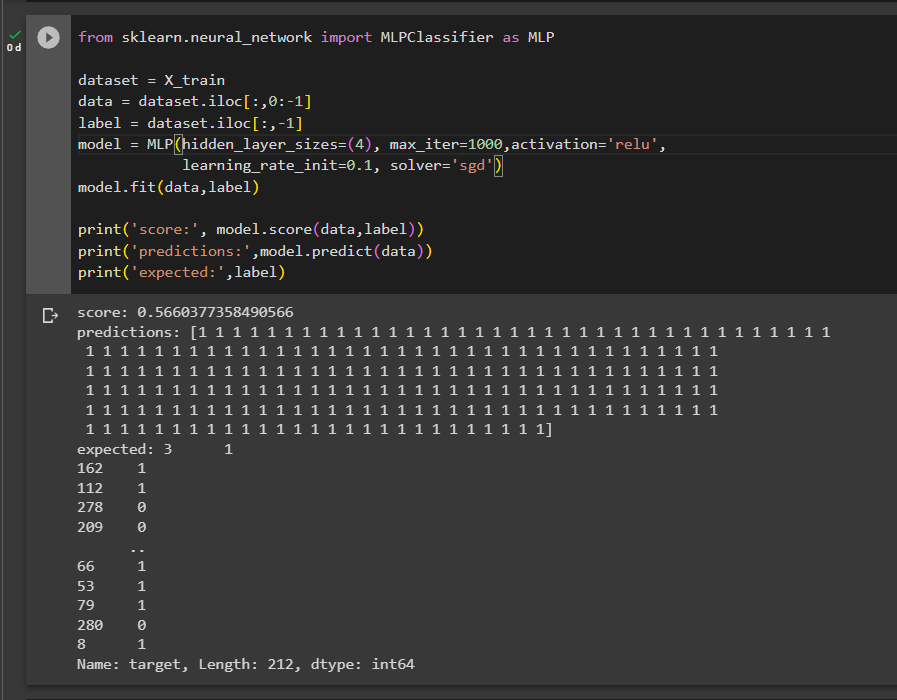 from sklearn.neural_network import MLPClassifier as MLP
0 d
dataset = X_train
data = dataset.iloc[:,0:-1]
label = dataset.iloc[:,-1]
model = MLP(hidden_layer_sizes=(4), max_iter=1000,activation='relu',
learning_rate_init=0.1, solver='sgd')
model.fit(data,label)
print('score:', model.score(data,label))
print('predictions:',model.predict(data))
print('expected:',label)
score: 0.5660377358490566
predictions: [1 1 1 1 1 1 1 1 1 1 1 1 1 1 1 1 1 1 1 1 1 1 1 1 1 1 1 1 1 1 1 1 1 1 1 1 1
1 1 1 1 1 1 1 1 1 1 1 1 1 1 1 1 1 1 1 1 1 1 1 1 1 1 1 1 1 1 1 1 1 1 1 1 1
1 1 1 1 1 1 1 1 1 1 1 1 1 1 1 1 1 1 1 1 1 1 1 1 1 1 1 1 1 1 1 1 1 1 1 1 1
1 1 1 1 1 1 1 1 1 1 1 1 1 1 1 1 1 1 1 1 1 1 1 1 1 1 1 1 1 1 1 1 1 1 1 1 1
1 1 1 1 1 1 1 1 1 1 1 1 1 1 1 1 1 1 1 1 1 1 1 1 1 1 1 1 1 1 1 1 1 1 1 1 1
1 1 1 1 1 1 1 1 1 1 1 1 1 1 1 1 1 1 1 1 1 1 1 1 1 1 1]
expected: 3 1
162 1
112 1
278 0
209 0
..
66 1
53 1
79 1
280 0
8 1
Name: target, Length: 212, dtype: int64